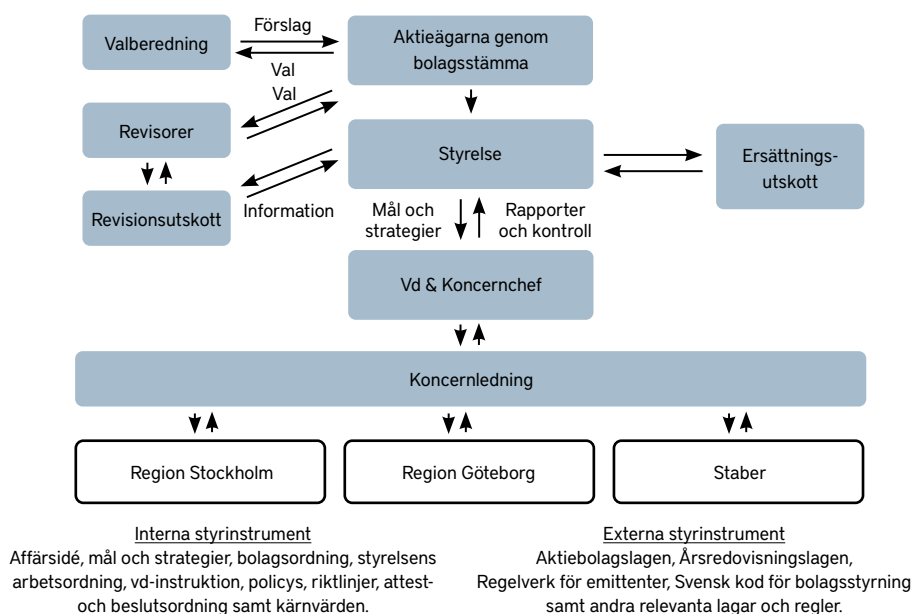 Valberedning
Förslag
Val
Aktieägarna genom
bolagsstämma
Val
Revisorer
Styrelse
Ersättnings-
utskott
Revisionsutskott
Information
Mål och
strategier
Rapporter
och kontroll
Vd & Koncernchef
Koncernledning
Region Stockholm
Region Göteborg
Staber
Interna styrinstrument
Affärsidé, mål och strategier, bolagsordning, styrelsens
arbetsordning, vd-instruktion, policys, riktlinjer, attest-
och beslutsordning samt kärnvärden.
Externa styrinstrument
Aktiebolagslagen, Årsredovisningslagen,
Regelverk för emittenter, Svensk kod för bolagsstyrning
samt andra relevanta lagar och regler.